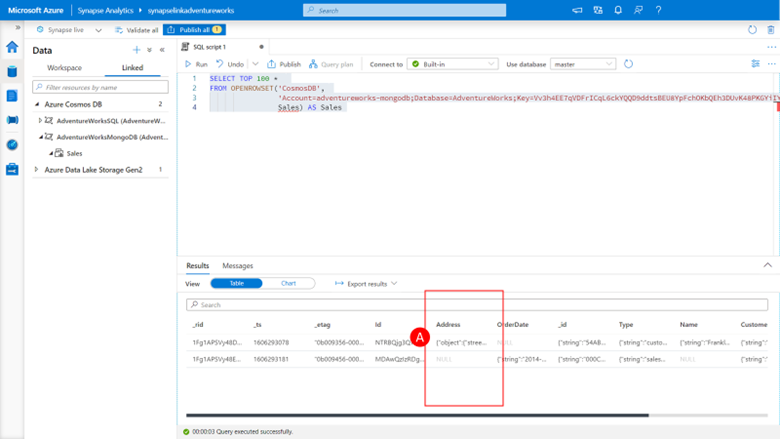 Microsoft Azure | Synapse Analytics > synapselinkadventureworks
Search
Synapse live
Validate all
Publish all 1
Data
Workspace
Linked
Filter resources by name
Azure Cosmos DB 2
AdventureWorksSQL (AdventureW...
AdventureWorksMongoDB (Advent...
Sales
Azure Data Lake Storage Gen2 1
SQL script 1
Run Undo Publish Query plan Connect to Built-in Use database master
1 SELECT TOP 100 *
2 FROM OPENROWSET('CosmosDB',
3 'Account=adventureworks-mongodb;Database=AdventureWorks;
4 Sales) AS Sales
Results Messages
View Table Chart Export results
Search
_rid _ts _etag Id Address OrderDate _id Type Name Custome
1Fg1APSVy48D... 1606293078 "0b009356-000... NTRBQjg3Q {"object":{"stree... NULL {"string":"54AB... {"string":"custo... {"string":"Frankl...
1Fg1APSVy48E... 1606293181 "0b009456-000... MDAwQzIzRDg... NULL {"string":"2014-... {"string":"000C... {"string":"sales... NULL
A
00:00:03 Query executed successfully.